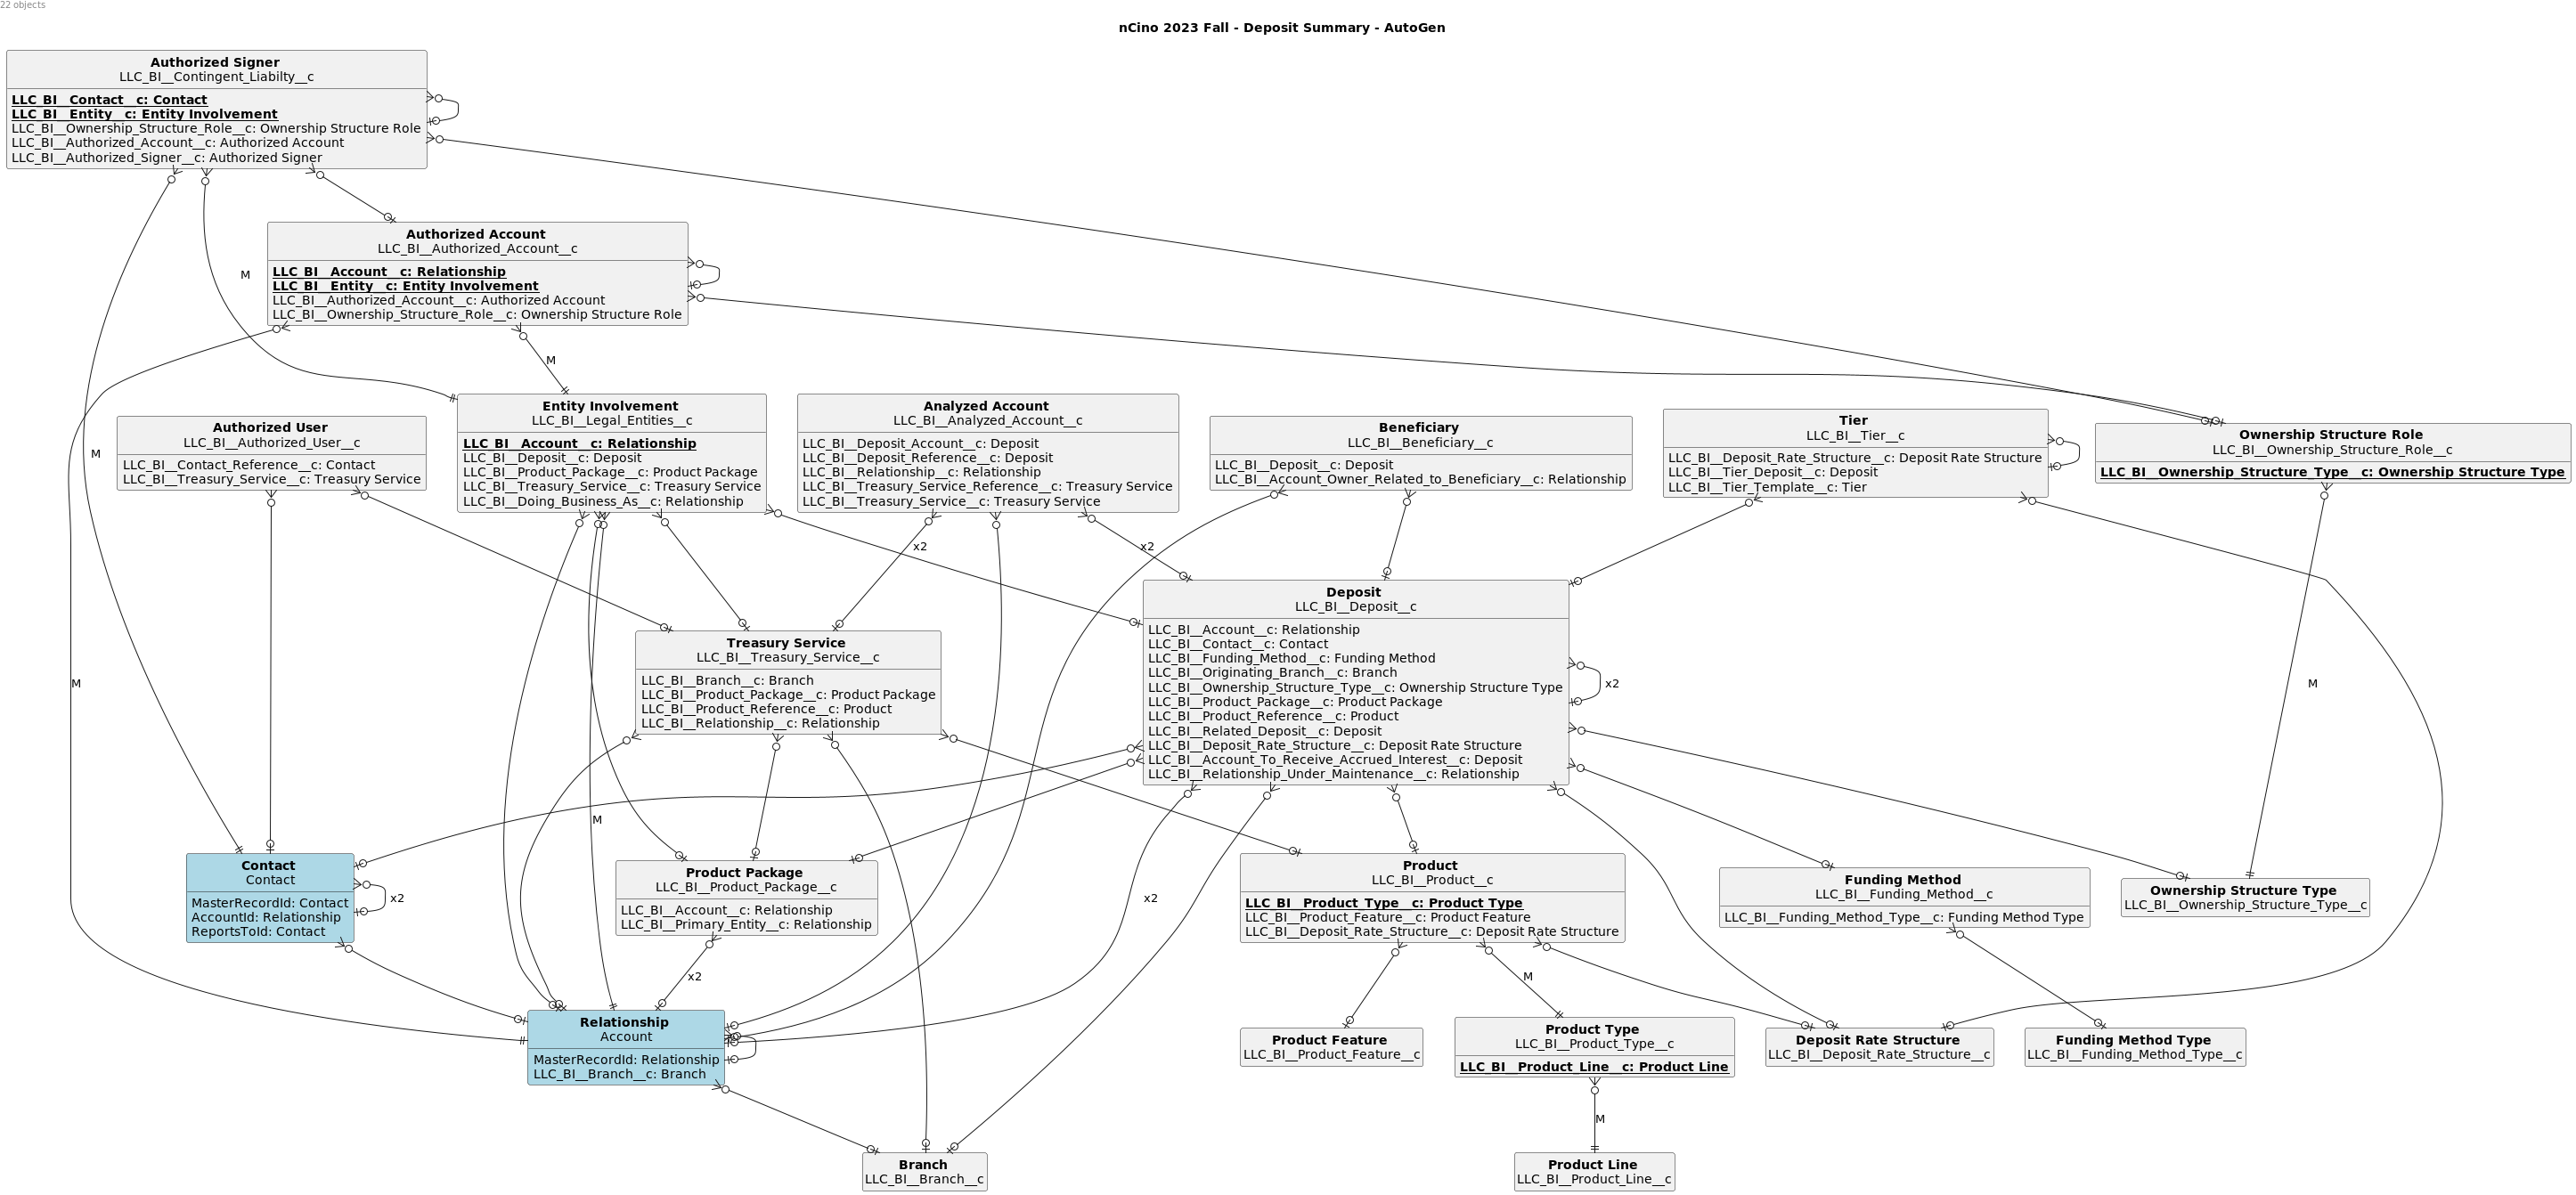 22 objects
nCino 2023 Fall - Deposit Summary - AutoGen
Authorized Signer
LLC_BI__Contingent_Liabilty__c
LLC_BI__Contact__c: Contact
LLC_BI__Entity__c: Entity Involvement
LLC_BI__Ownership_Structure_Role__c: Ownership Structure Role
LLC_BI__Authorized_Account__c: Authorized Account
LLC_BI__Authorized_Signer__c: Authorized Signer
M
Authorized Account
LLC_BI__Authorized_Account__c
LLC_BI__Account__c: Relationship
LLC_BI__Entity__c: Entity Involvement
LLC_BI__Authorized_Account__c: Authorized Account
LLC_BI__Ownership_Structure_Role__c: Ownership Structure Role
M
M
Authorized User
LLC_BI__Authorized_User__c
LLC_BI__Contact_Reference__c: Contact
LLC_BI__Treasury_Service__c: Treasury Service
Entity Involvement
LLC_BI__Legal_Entities__c
LLC_BI__Account__c: Relationship
LLC_BI__Deposit__c: Deposit
LLC_BI__Product_Package__c: Product Package
LLC_BI__Treasury_Service__c: Treasury Service
LLC_BI__Doing_Business_As__c: Relationship
Analyzed Account
LLC_BI__Analyzed_Account__c
LLC_BI__Deposit_Account__c: Deposit
LLC_BI__Deposit_Reference__c: Deposit
LLC_BI__Relationship__c: Relationship
LLC_BI__Treasury_Service_Reference__c: Treasury Service
LLC_BI__Treasury_Service__c: Treasury Service
Beneficiary
LLC_BI__Beneficiary__c
LLC_BI__Deposit__c: Deposit
LLC_BI__Account_Owner_Related_to_Beneficiary__c: Relationship
Tier
LLC_BI__Tier__c
LLC_BI__Deposit_Rate_Structure__c: Deposit Rate Structure
LLC_BI__Tier_Deposit__c: Deposit
LLC_BI__Tier_Template__c: Tier
Ownership Structure Role
LLC_BI__Ownership_Structure_Role__c
LLC_BI__Ownership_Structure_Type__c: Ownership Structure Type
x2
x2
Treasury Service
LLC_BI__Treasury_Service__c
LLC_BI__Branch__c: Branch
LLC_BI__Product_Package__c: Product Package
LLC_BI__Product_Reference__c: Product
LLC_BI__Relationship__c: Relationship
Deposit
LLC_BI__Deposit__c
LLC_BI__Account__c: Relationship
LLC_BI__Contact__c: Contact
LLC_BI__Funding_Method__c: Funding Method
LLC_BI__Originating_Branch__c: Branch
LLC_BI__Ownership_Structure_Type__c: Ownership Structure Type
LLC_BI__Product_Package__c: Product Package
LLC_BI__Product_Reference__c: Product
LLC_BI__Related_Deposit__c: Deposit
LLC_BI__Deposit_Rate_Structure__c: Deposit Rate Structure
LLC_BI__Account_To_Receive_Accrued_Interest__c: Deposit
LLC_BI__Relationship_Under_Maintenance__c: Relationship
M
x2
M
M
Contact
Contact
MasterRecordId: Contact
AccountId: Relationship
ReportsToId: Contact
x2
Product Package
LLC_BI__Product_Package__c
LLC_BI__Account__c: Relationship
LLC_BI__Primary_Entity__c: Relationship
x2
Product
LLC_BI__Product__c
LLC_BI__Product_Type__c: Product Type
LLC_BI__Product_Feature__c: Product Feature
LLC_BI__Deposit_Rate_Structure__c: Deposit Rate Structure
Funding Method
LLC_BI__Funding_Method__c
LLC_BI__Funding_Method_Type__c: Funding Method Type
Ownership Structure Type
LLC_BI__Ownership_Structure_Type__c
x2
M
Relationship
Account
MasterRecordId: Relationship
LLC_BI__Branch__c: Branch
Product Feature
LLC_BI__Product_Feature__c
Product Type
LLC_BI__Product_Type__c
LLC_BI__Product_Line__c: Product Line
Deposit Rate Structure
LLC_BI__Deposit_Rate_Structure__c
Funding Method Type
LLC_BI__Funding_Method_Type__c
M
Branch
LLC_BI__Branch__c
Product Line
LLC_BI__Product_Line__c